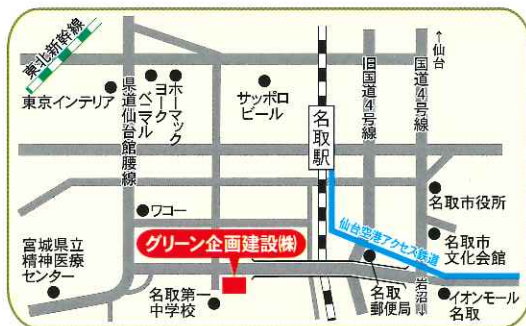 東北新幹線
東京インテリア
県道仙台館腰線
ヨーク
ベニマル
ホーマック
サッポロ
ビール
名取駅
旧国道4号線
国道4号線
↑仙台
名取市役所
ワコー
グリーン企画建設㈱
仙台空港アクセス鉄道
名取市
文化会館
宮城県立
精神医療
センター
名取第一
中学校
名取
郵便局
岩沼↓
イオンモール
名取